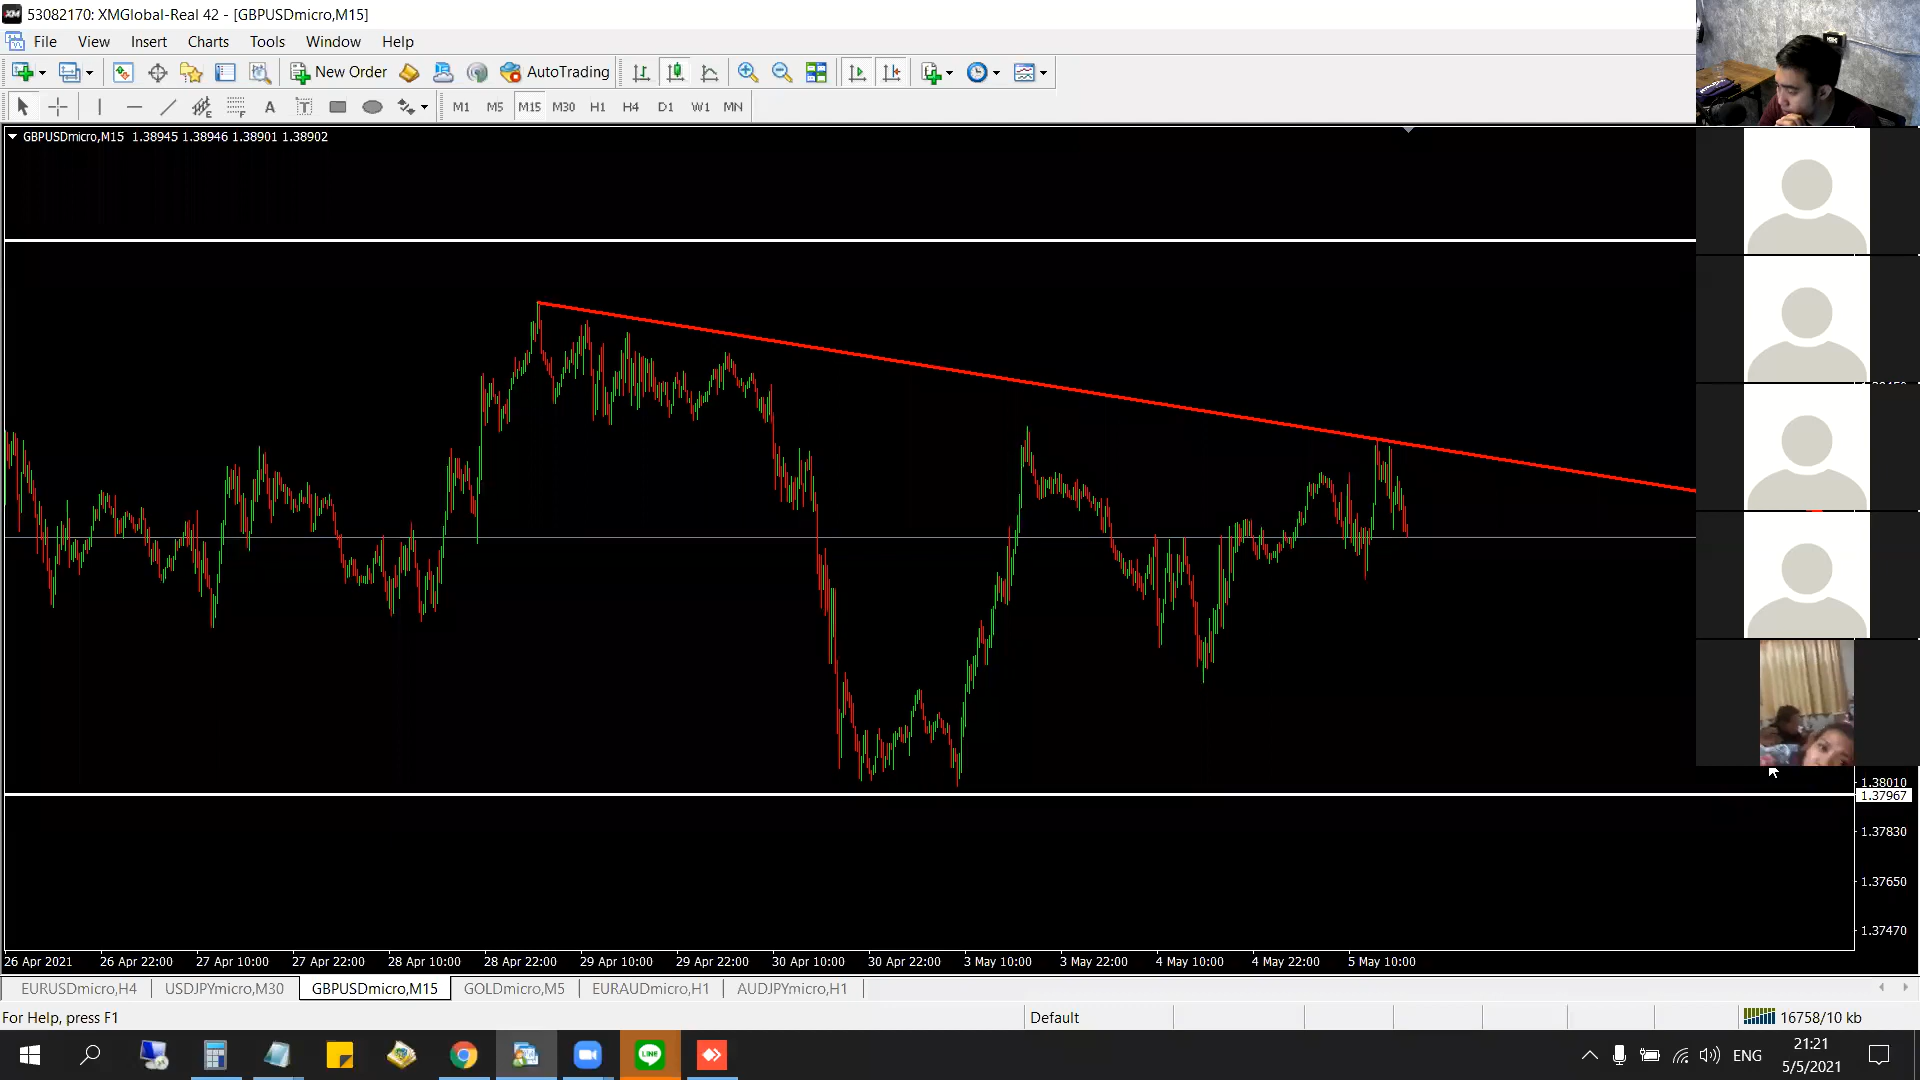 53082170: XMGlobal-Real 42 - [GBPUSDmicro,M15]
File View Insert Charts Tools Window Help
New Order AutoTrading
A T M1 M5 M15 M30 H1 H4 D1 W1 MN
GBPUSDmicro,M15 1.38945 1.38946 1.38901 1.38902
1.38010
1.37967
1.37830
1.37650
1.37470
26 Apr 2021 26 Apr 22:00 27 Apr 10:00 27 Apr 22:00 28 Apr 10:00 28 Apr 22:00 29 Apr 10:00 29 Apr 22:00 30 Apr 10:00 30 Apr 22:00 3 May 10:00 3 May 22:00 4 May 10:00 4 May 22:00 5 May 10:00
EURUSDmicro,H4 USDJPYmicro,M30 GBPUSDmicro,M15 GOLDmicro,M5 EURAUDmicro,H1 AUDJPYmicro,H1
For Help, press F1 Default 16758/10 kb
LINE ENG 21:21
5/5/2021